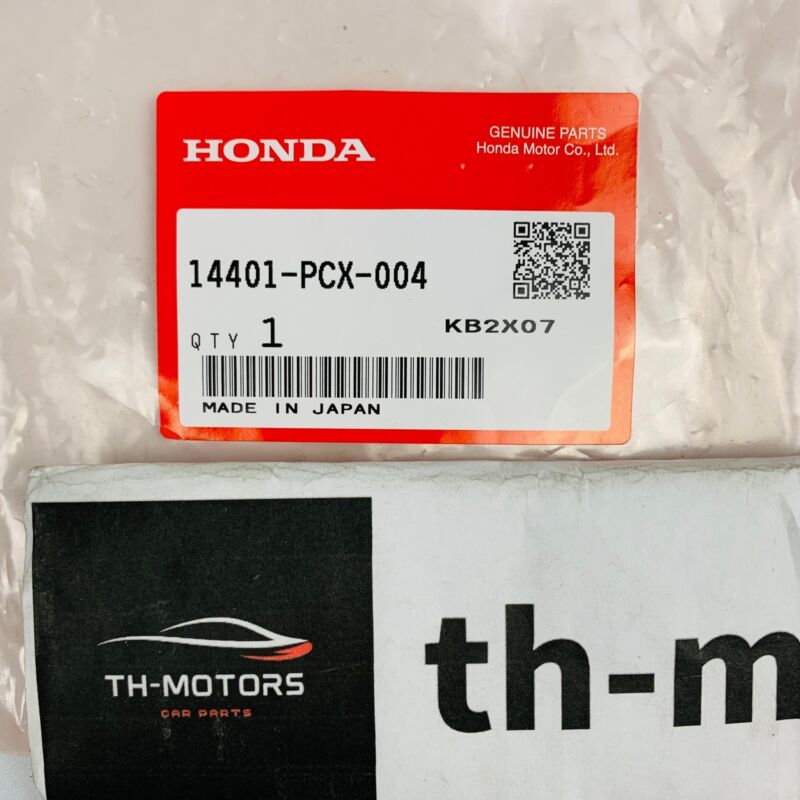 HONDA
GENUINE PARTS
Honda Motor Co., Ltd.
14401-PCX-004
QTY 1
KB2X07
MADE IN JAPAN
TH-MOTORS
CAR PARTS
th-m